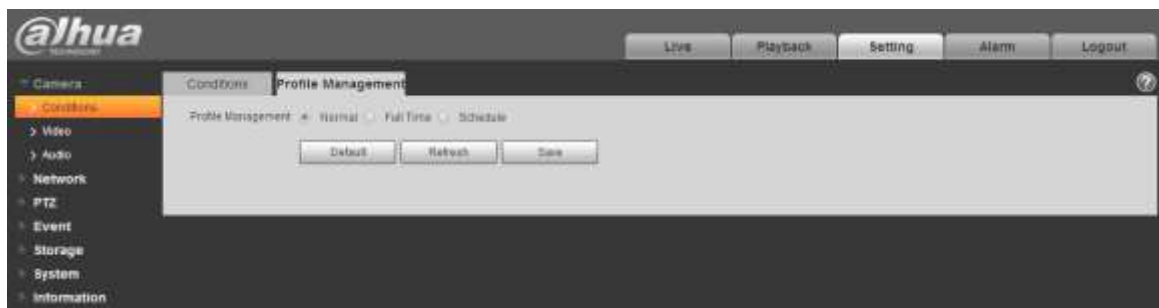 alhua
TECHNOLOGY
Live Playback Setting Alarm Logout
Camera
Conditions
Video
Audio
Network
PTZ
Event
Storage
System
Information
Conditions Profile Management
Profile Management Normal Full Time Schedule
Default Refresh Save
?